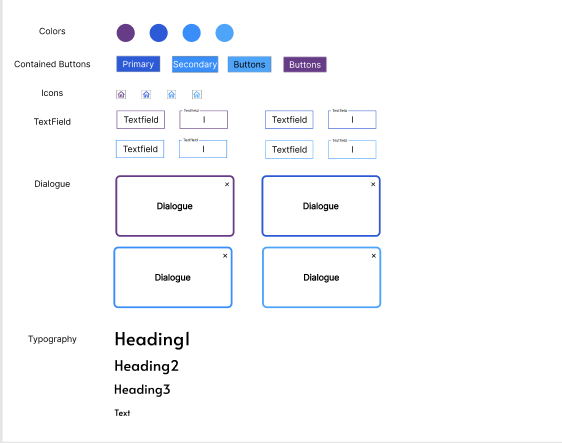 Colors
Contained Buttons
Primary
Secondary
Buttons
Buttons
Icons
TextField
Textfield
Textfield
I
Textfield
Textfield
I
Textfield
Textfield
I
Textfield
Textfield
I
Dialogue
×
Dialogue
×
Dialogue
×
Dialogue
×
Dialogue
Typography
Heading1
Heading2
Heading3
Text